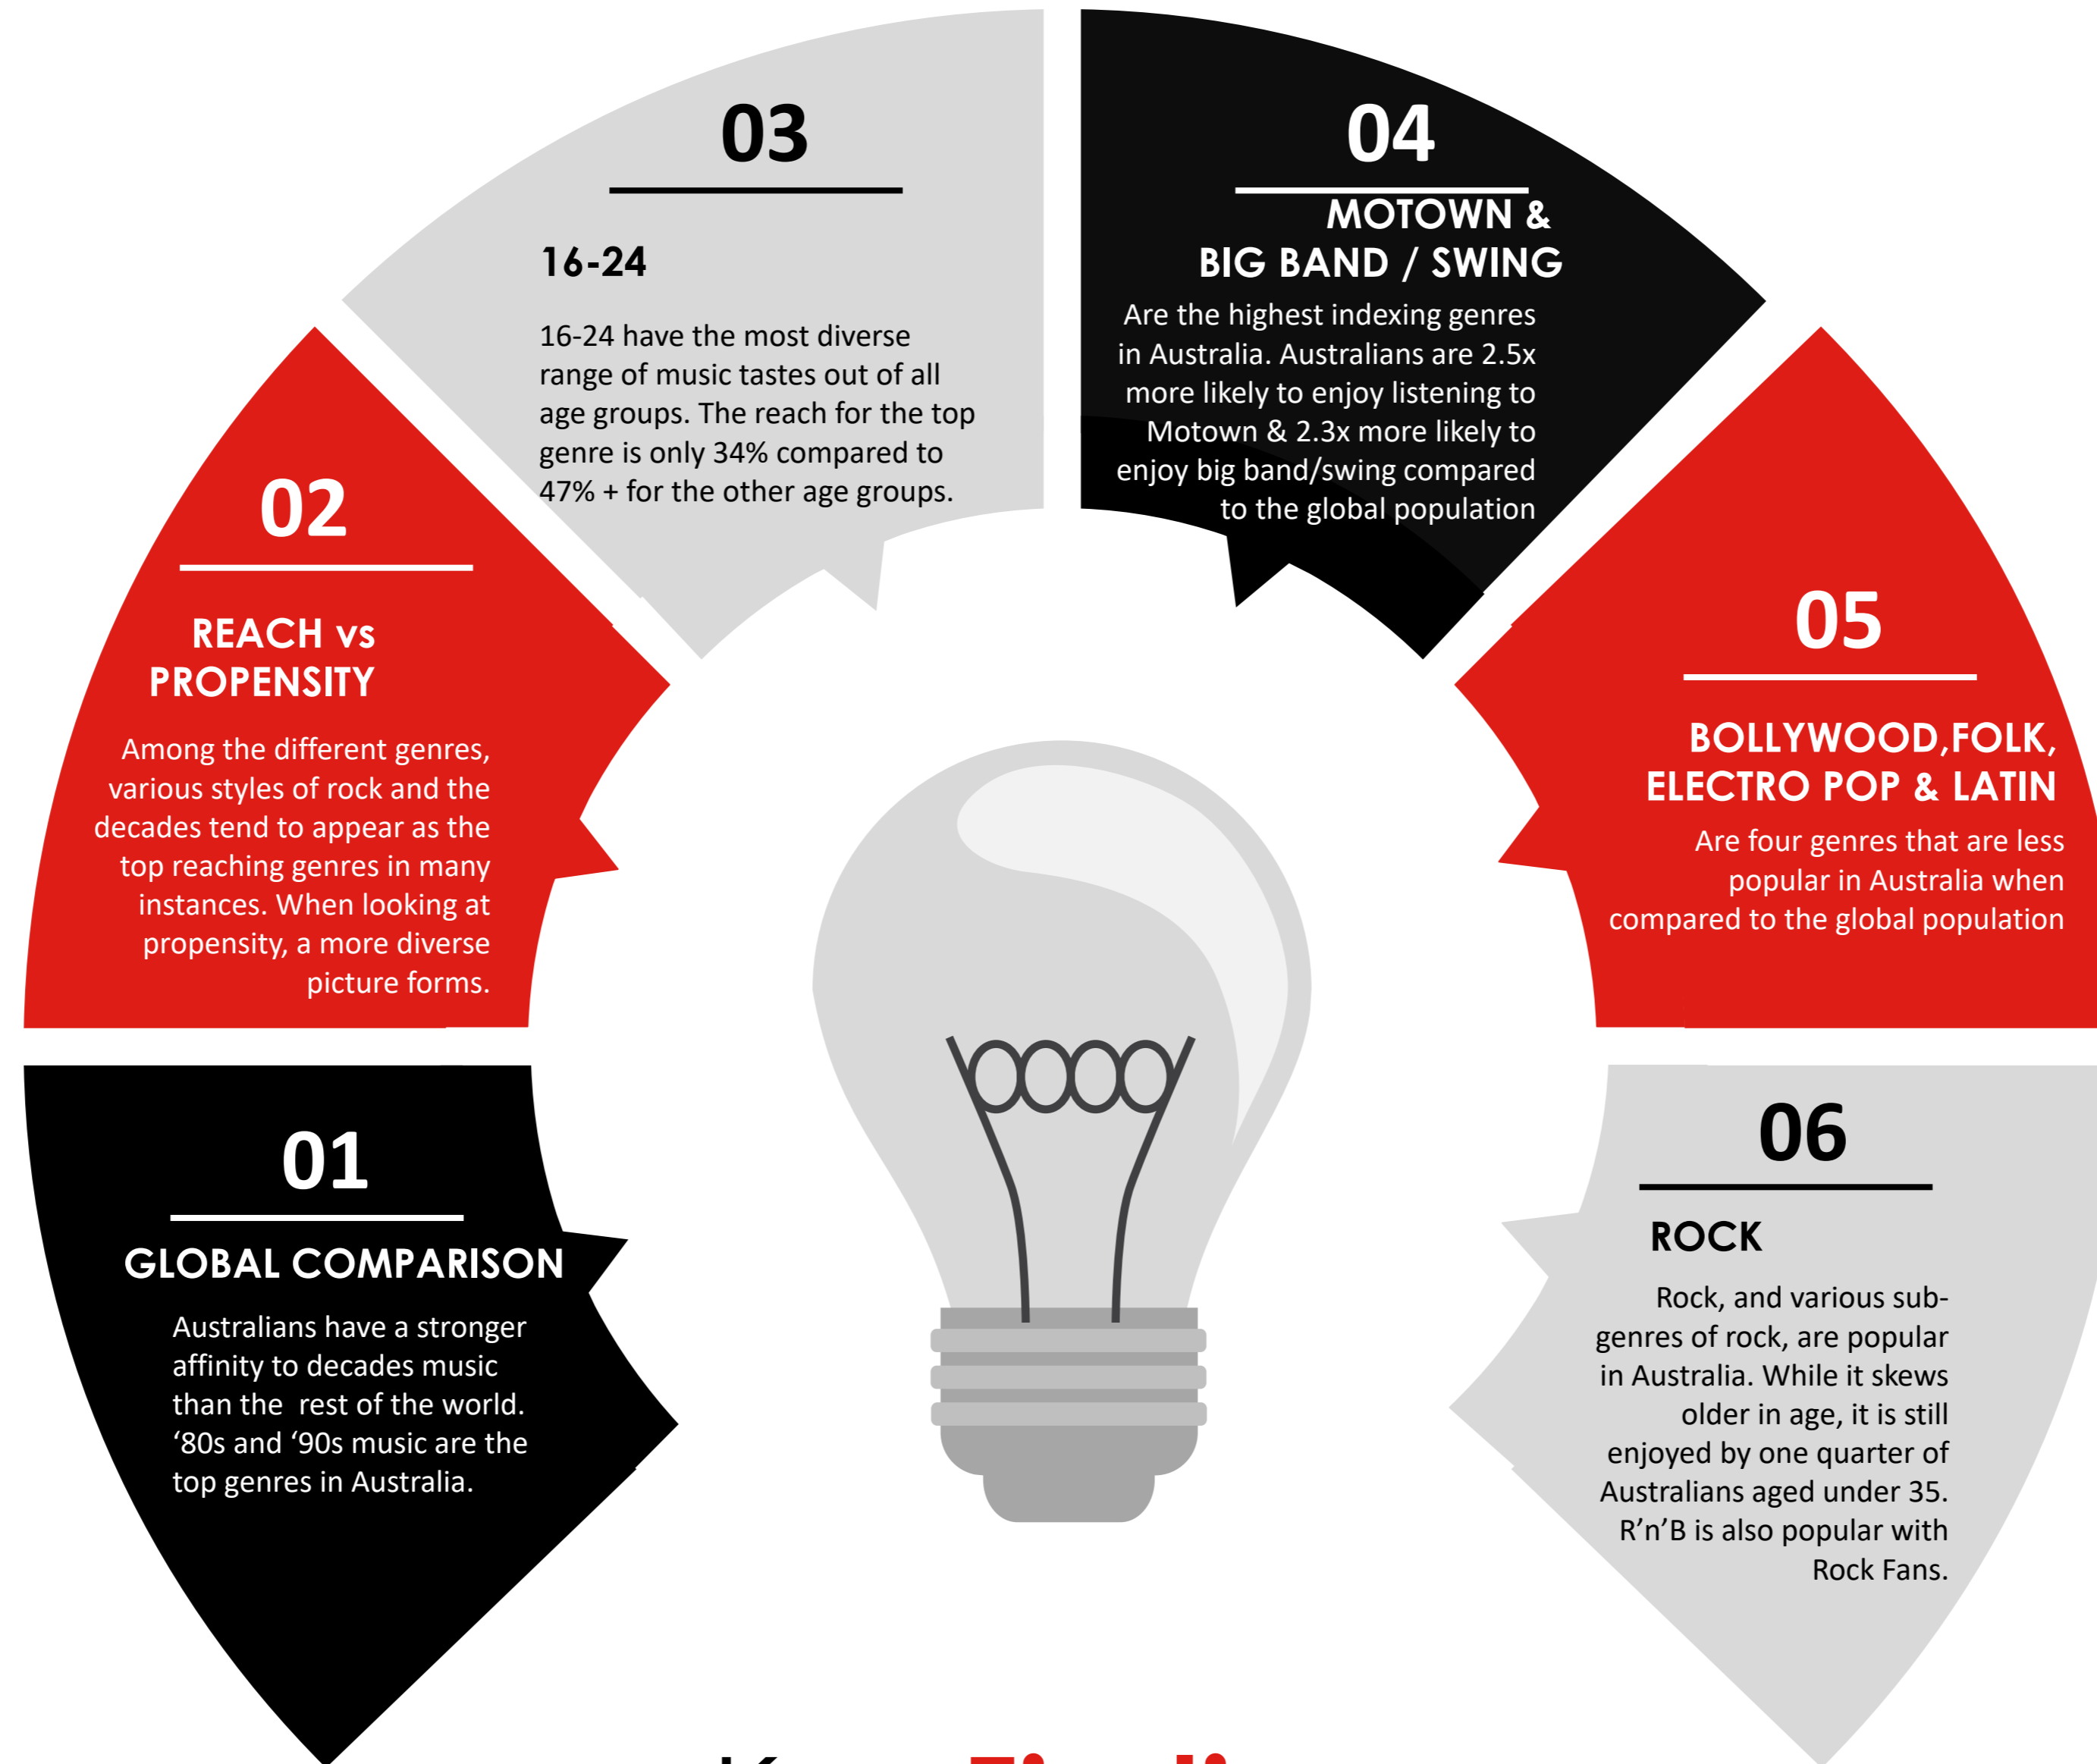 03
16-24
16-24 have the most diverse
range of music tastes out of all
age groups. The reach for the top
genre is only 34% compared to
47% + for the other age groups.
04
MOTOWN &
BIG BAND / SWING
Are the highest indexing genres
in Australia. Australians are 2.5x
more likely to enjoy listening to
Motown & 2.3x more likely to
enjoy big band/swing compared
to the global population
02
REACH vs
PROPENSITY
Among the different genres,
various styles of rock and the
decades tend to appear as the
top reaching genres in many
instances. When looking at
propensity, a more diverse
picture forms.
05
BOLLYWOOD,FOLK,
ELECTRO POP & LATIN
Are four genres that are less
popular in Australia when
compared to the global population
01
GLOBAL COMPARISON
Australians have a stronger
affinity to decades music
than the  rest of the world.
‘80s and ‘90s music are the
top genres in Australia.
06
ROCK
Rock, and various sub-
genres of rock, are popular
in Australia. While it skews
older in age, it is still
enjoyed by one quarter of
Australians aged under 35.
R’n’B is also popular with
Rock Fans.